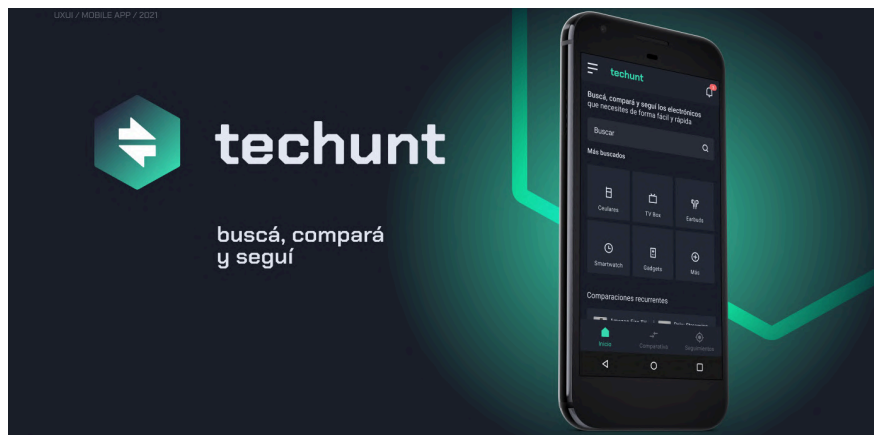 UXUI / MOBILE APP / 2021
techunt
buscá, compará
y seguí
techunt
Buscá, compará y seguí los electrónicos
que necesites de forma fácil y rápida
Buscar
Más buscados
Ceulares
TV Box
Earbuds
Smartwatch
Gadgets
Más
Comparaciones recurrentes
Inicio
Comparativa
Seguimientos